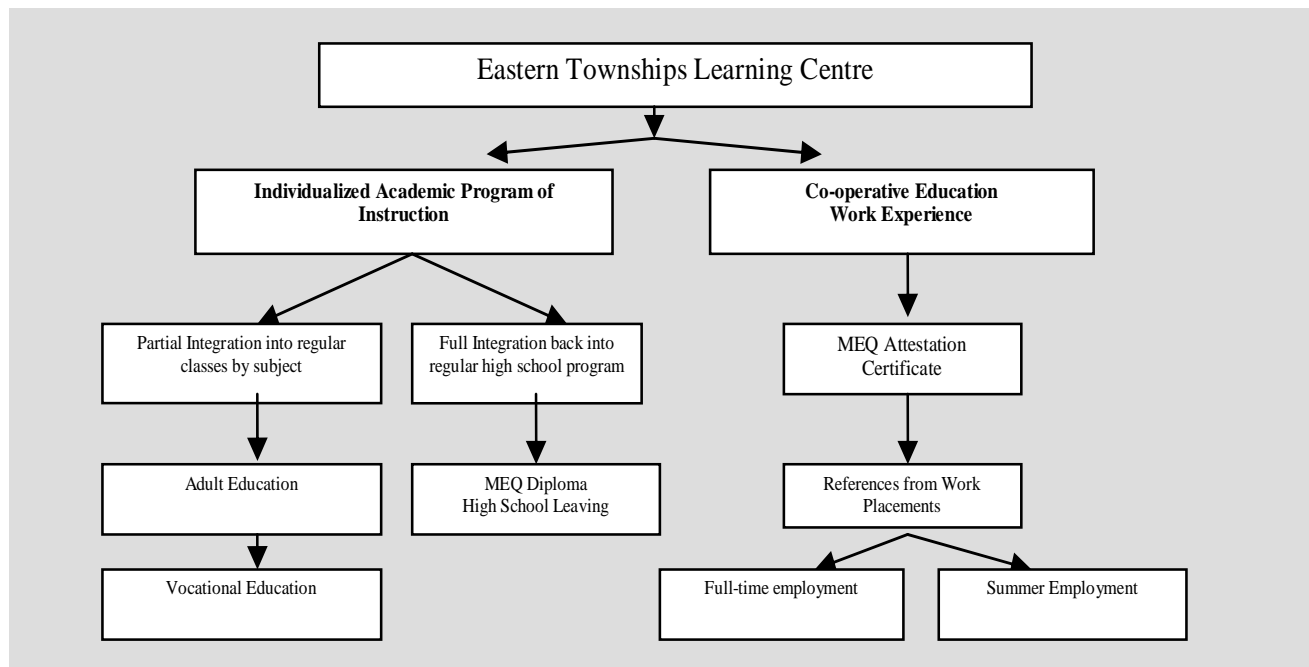 Eastern Townships Learning Centre
Individualized Academic Program of
Instruction
Co-operative Education
Work Experience
Partial Integration into regular
classes by subject
Full Integration back into
regular high school program
MEQ Attestation
Certificate
Adult Education
MEQ Diploma
High School Leaving
References from Work
Placements
Vocational Education
Full-time employment
Summer Employment